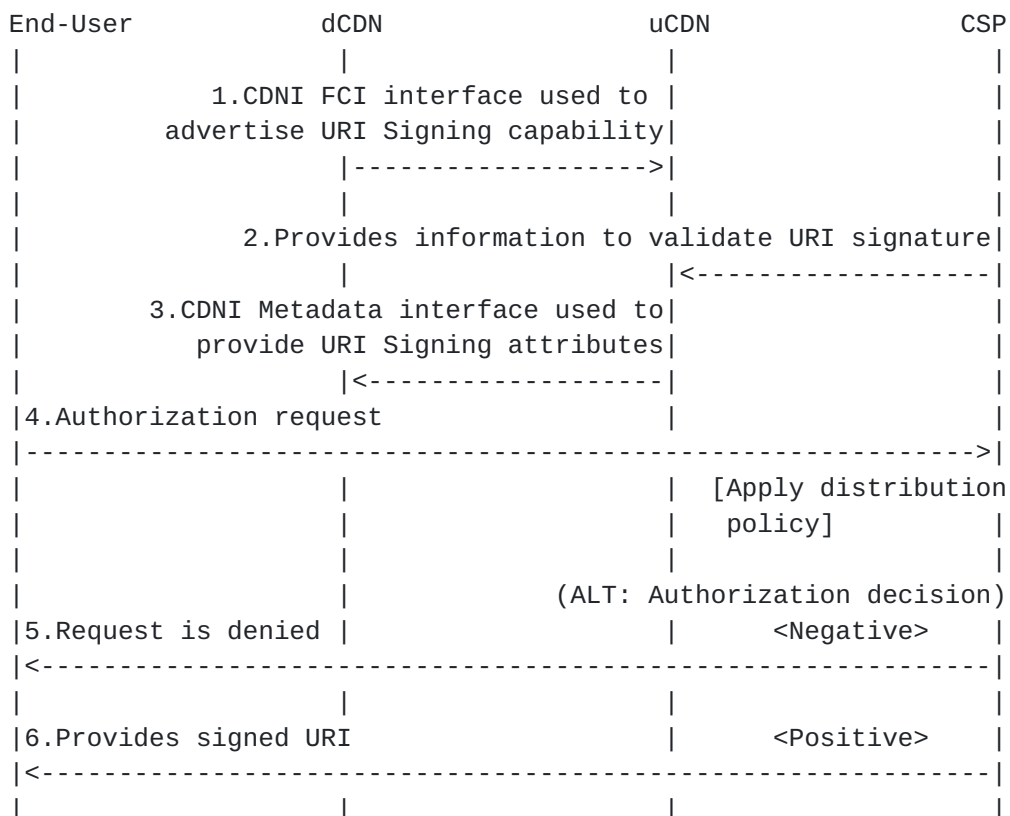 End-User            dCDN                 uCDN                CSP
|                    |                    |                    |
|            1.CDNI FCI interface used to |                    |
|         advertise URI Signing capability|                    |
|                    |------------------->|                    |
|                    |                    |                    |
|              2.Provides information to validate URI signature|
|                    |                    |<-------------------|
|        3.CDNI Metadata interface used to|                    |
|           provide URI Signing attributes|                    |
|                    |<-------------------|                    |
|4.Authorization request                  |                    |
|------------------------------------------------------------->|
|                    |                    |  [Apply distribution
|                    |                    |   policy]          |
|                    |                    |                    |
|                    |             (ALT: Authorization decision)
|5.Request is denied |                    |      <Negative>    |
|<-------------------------------------------------------------|
|                    |                    |                    |
|6.Provides signed URI                    |      <Positive>    |
|<-------------------------------------------------------------|
|                    |                    |                    |